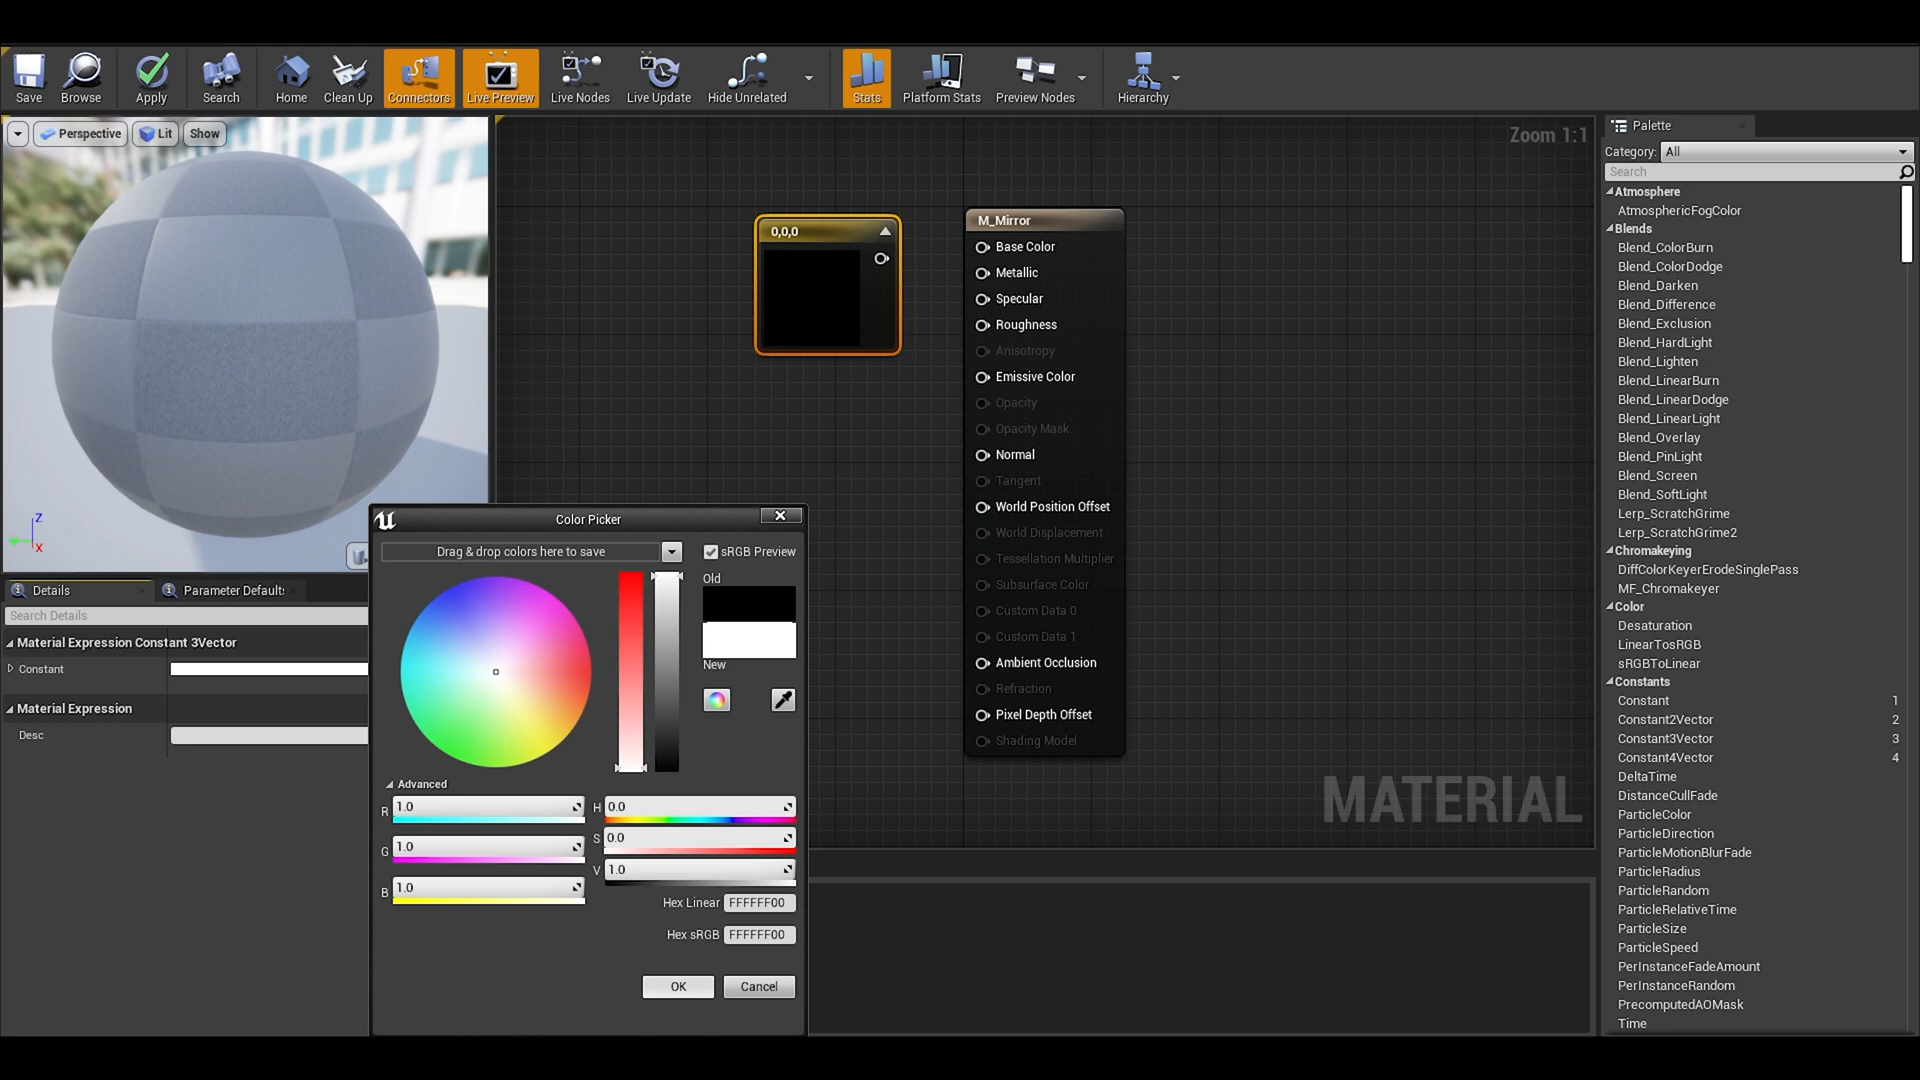 Save
Browse
Apply
Search
Home
Clean Up
Connectors
Live Preview
Live Nodes
Live Update
Hide Unrelated
Stats
Platform Stats
Preview Nodes
Hierarchy
Perspective
Lit
Show
Z
X
Zoom 1:1
0,0,0
M_Mirror
Base Color
Metallic
Specular
Roughness
Anisotropy
Emissive Color
Opacity
Opacity Mask
Normal
Tangent
World Position Offset
World Displacement
Tessellation Multiplier
Subsurface Color
Custom Data 0
Custom Data 1
Ambient Occlusion
Refraction
Pixel Depth Offset
Shading Model
MATERIAL
Details
Parameter Default
Search Details
Material Expression Constant 3Vector
Constant
Material Expression
Desc
Color Picker
Drag & drop colors here to save
sRGB Preview
Old
New
Advanced
R 1.0
G 1.0
B 1.0
H 0.0
S 0.0
V 1.0
Hex Linear FFFFFF00
Hex sRGB FFFFFF00
OK
Cancel
Palette
Category: All
Search
Atmosphere
AtmosphericFogColor
Blends
Blend_ColorBurn
Blend_ColorDodge
Blend_Darken
Blend_Difference
Blend_Exclusion
Blend_HardLight
Blend_Lighten
Blend_LinearBurn
Blend_LinearDodge
Blend_LinearLight
Blend_Overlay
Blend_PinLight
Blend_Screen
Blend_SoftLight
Lerp_ScratchGrime
Lerp_ScratchGrime2
Chromakeying
DiffColorKeyerErodeSinglePass
MF_Chromakeyer
Color
Desaturation
LinearTosRGB
sRGBToLinear
Constants
Constant 1
Constant2Vector 2
Constant3Vector 3
Constant4Vector 4
DeltaTime
DistanceCullFade
ParticleColor
ParticleDirection
ParticleMotionBlurFade
ParticleRadius
ParticleRandom
ParticleRelativeTime
ParticleSize
ParticleSpeed
PerInstanceFadeAmount
PerInstanceRandom
PrecomputedAOMask
Time